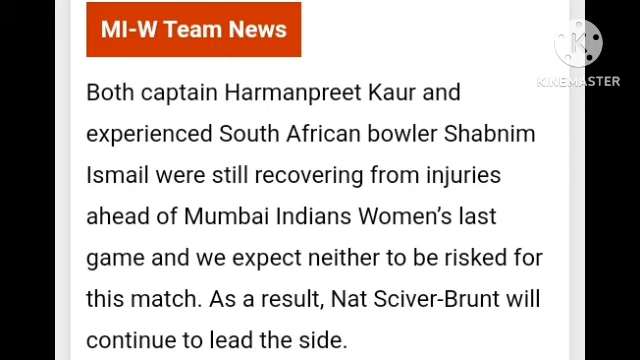 MI-W Team News
KINEMASTER
Both captain Harmanpreet Kaur and
experienced South African bowler Shabnim
Ismail were still recovering from injuries
ahead of Mumbai Indians Women’s last
game and we expect neither to be risked for
this match. As a result, Nat Sciver-Brunt will
continue to lead the side.